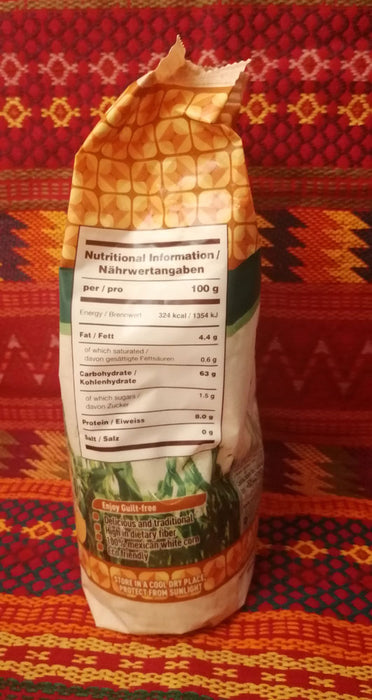 Nutritional Information /
Nährwertangaben
per / pro 100 g
Energy / Brennwert 324 kcal / 1354 kJ
Fat / Fett 4.4 g
of which saturated /
davon gesättigte Fettsäuren 0,6 g
Carbohydrate /
Kohlenhydrate 63 g
of which sugars /
davon Zucker 1.5 g
Protein / Eiweiss 8.0 g
Salt / Salz 0 g
Enjoy Guilt-free
Delicious and traditional
High in dietary fiber
100% mexican white corn
Eco friendly
STORE IN A COOL DRY PLACE,
PROTECT FROM SUNLIGHT